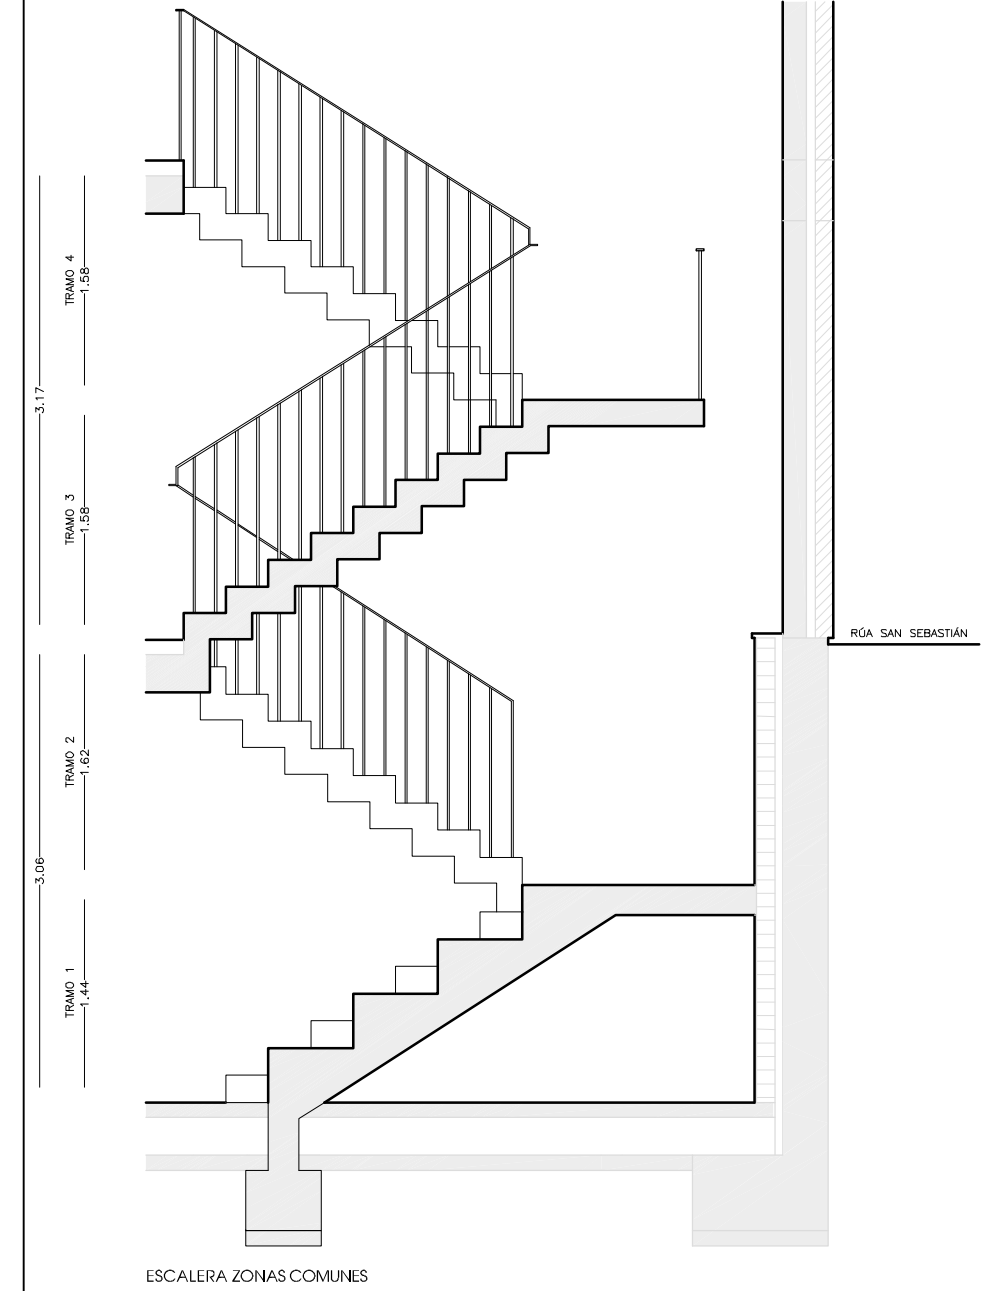 TRAMO 4
1.58
3.17
TRAMO 3
1.58
RÚA SAN SEBASTIÁN
TRAMO 2
1.62
3.06
TRAMO 1
1.44
ESCALERA ZONAS COMUNES